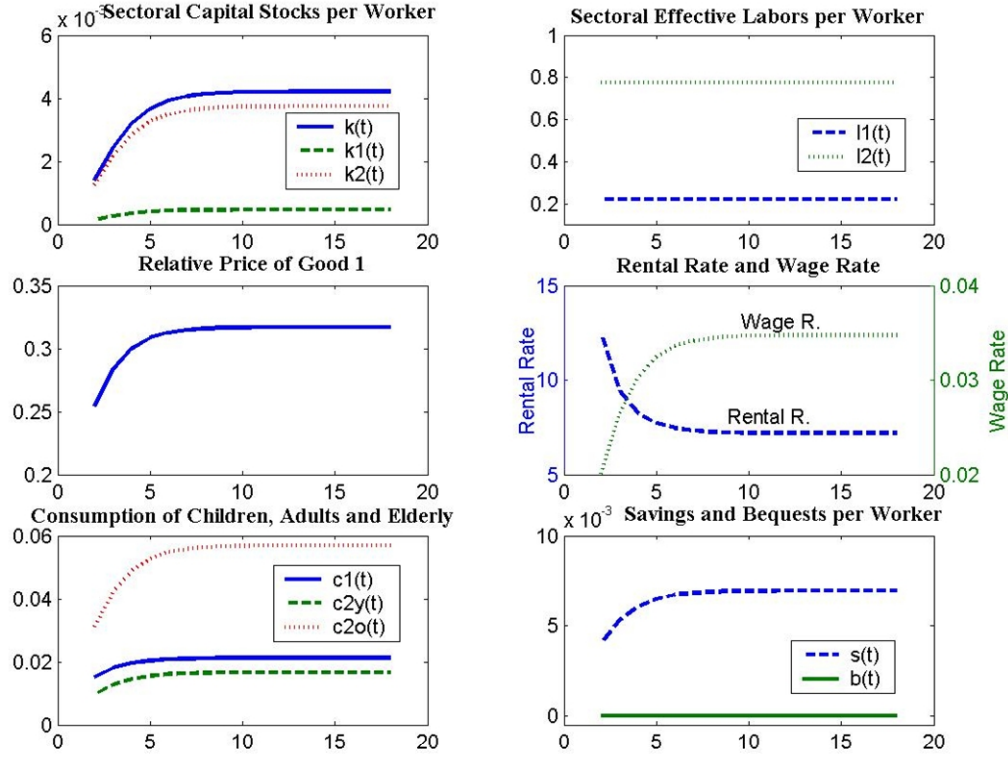 Sectoral Capital Stocks per Worker
x 10-3
6
4
2
0
0 5 10 15 20
k(t)
k1(t)
k2(t)
Sectoral Effective Labors per Worker
1
0.8
0.6
0.4
0.2
0 5 10 15 20
l1(t)
l2(t)
Relative Price of Good 1
0.35
0.3
0.25
0.2
0 5 10 15 20
Rental Rate and Wage Rate
Rental Rate
15
10
5
Wage R.
Rental R.
0.04
0.03
0.02
Wage Rate
0 5 10 15 20
Consumption of Children, Adults and Elderly
0.06
0.04
0.02
0
0 5 10 15 20
c1(t)
c2y(t)
c2o(t)
Savings and Bequests per Worker
x 10-3
10
5
0
0 5 10 15 20
s(t)
b(t)